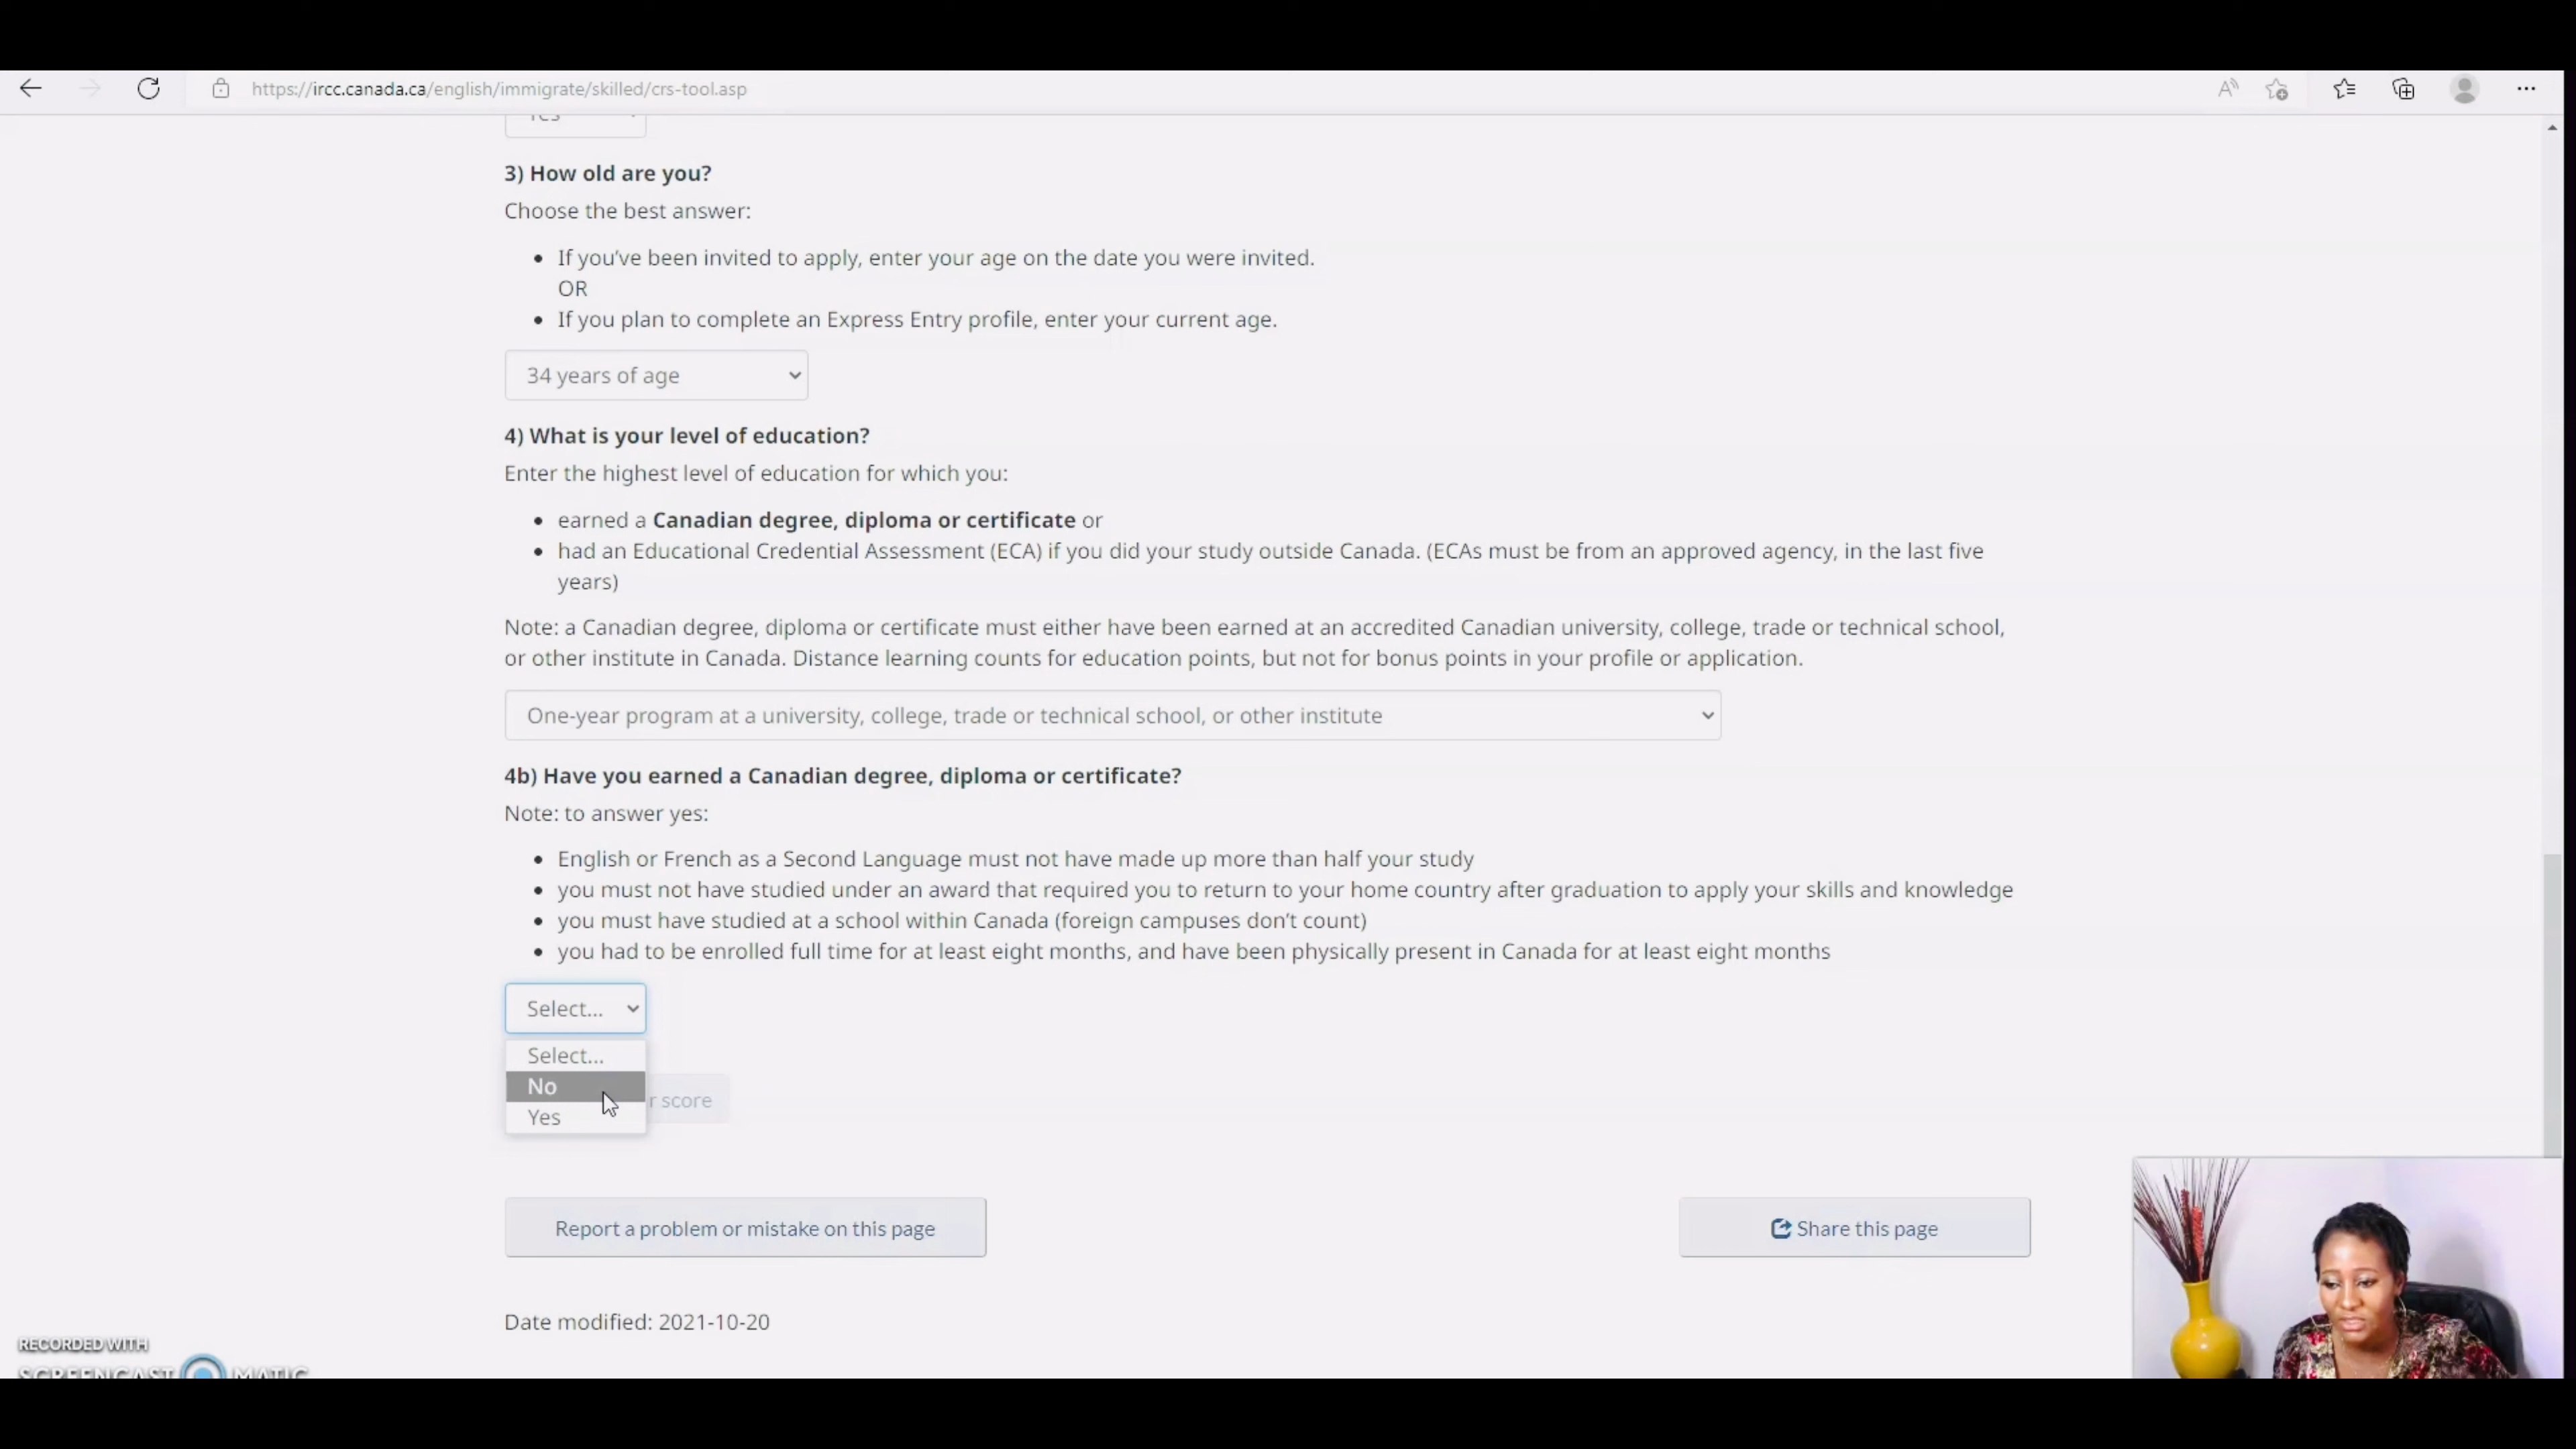 https://ircc.canada.ca/english/immigrate/skilled/crs-tool.asp
Yes
3) How old are you?
Choose the best answer:
If you've been invited to apply, enter your age on the date you were invited.
OR
If you plan to complete an Express Entry profile, enter your current age.
34 years of age
4) What is your level of education?
Enter the highest level of education for which you:
earned a Canadian degree, diploma or certificate or
had an Educational Credential Assessment (ECA) if you did your study outside Canada. (ECAs must be from an approved agency, in the last five
years)
Note: a Canadian degree, diploma or certificate must either have been earned at an accredited Canadian university, college, trade or technical school,
or other institute in Canada. Distance learning counts for education points, but not for bonus points in your profile or application.
One-year program at a university, college, trade or technical school, or other institute
4b) Have you earned a Canadian degree, diploma or certificate?
Note: to answer yes:
English or French as a Second Language must not have made up more than half your study
you must not have studied under an award that required you to return to your home country after graduation to apply your skills and knowledge
you must have studied at a school within Canada (foreign campuses don't count)
you had to be enrolled full time for at least eight months, and have been physically present in Canada for at least eight months
Select...
Select...
No
r score
Yes
Report a problem or mistake on this page
Share this page
Date modified: 2021-10-20
RECORDED WITH
SCREENCAST MATIC